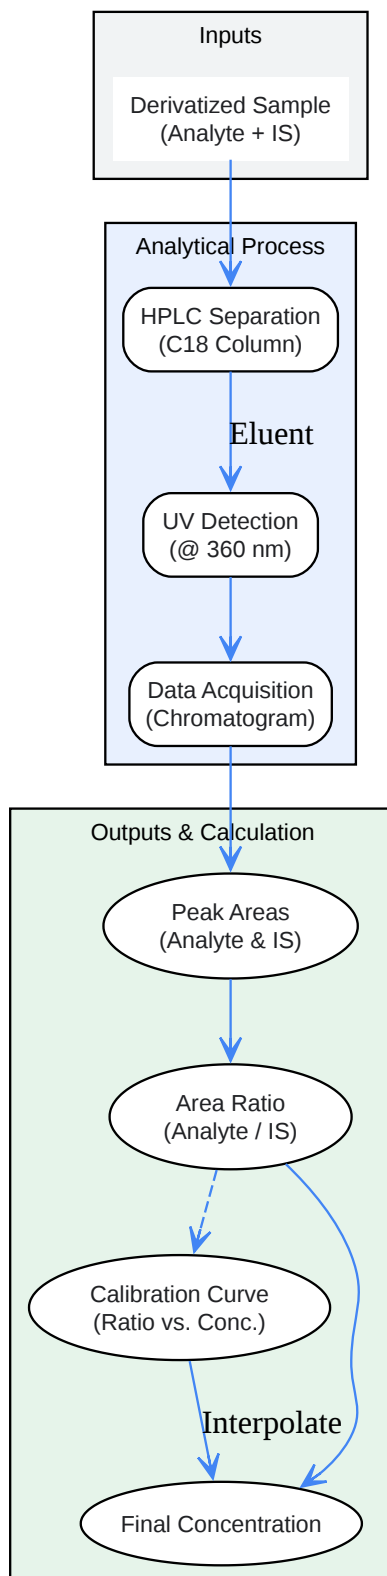 Inputs
Derivatized Sample
(Analyte + IS)
Analytical Process
HPLC Separation
(C18 Column)
Eluent
UV Detection
(@ 360 nm)
Data Acquisition
(Chromatogram)
Outputs & Calculation
Peak Areas
(Analyte & IS)
Area Ratio
(Analyte / IS)
Calibration Curve
(Ratio vs. Conc.)
Interpolate
Final Concentration